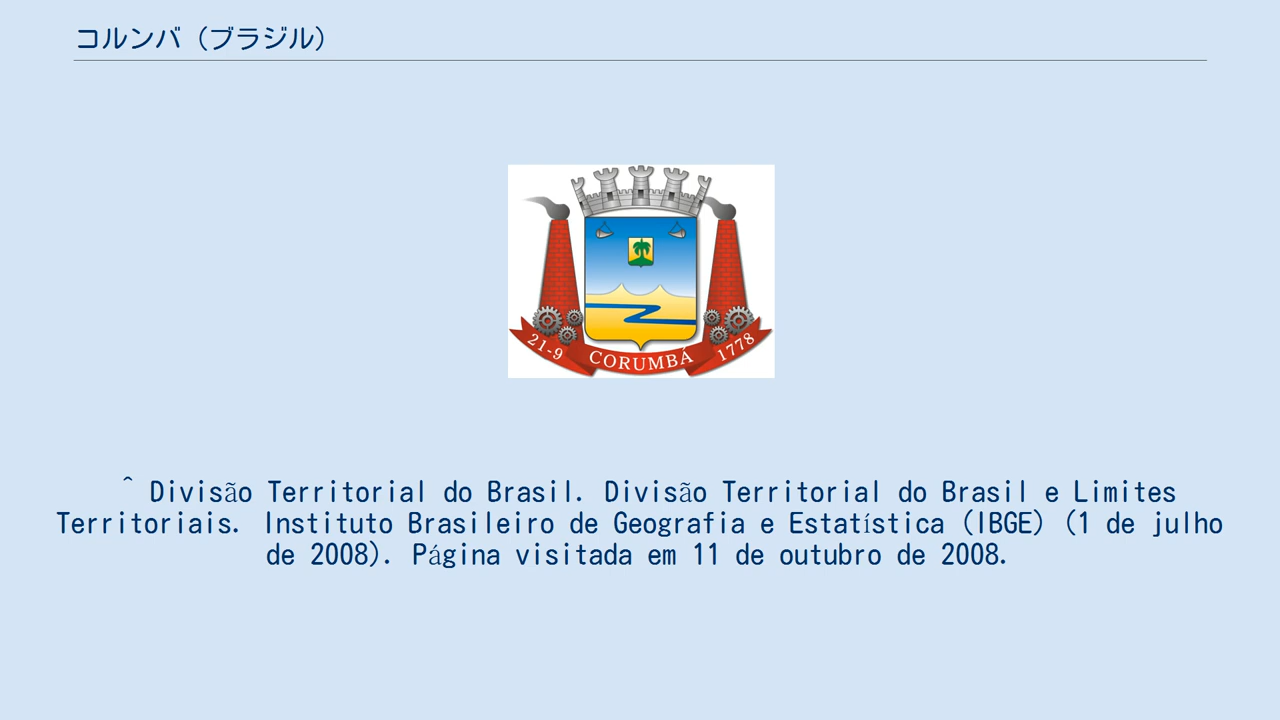 コルンバ（ブラジル）
21-9 CORUMBÁ 1778
^ Divisão Territorial do Brasil. Divisão Territorial do Brasil e Limites
Territoriais. Instituto Brasileiro de Geografia e Estatística (IBGE) (1 de julho
de 2008). Página visitada em 11 de outubro de 2008.